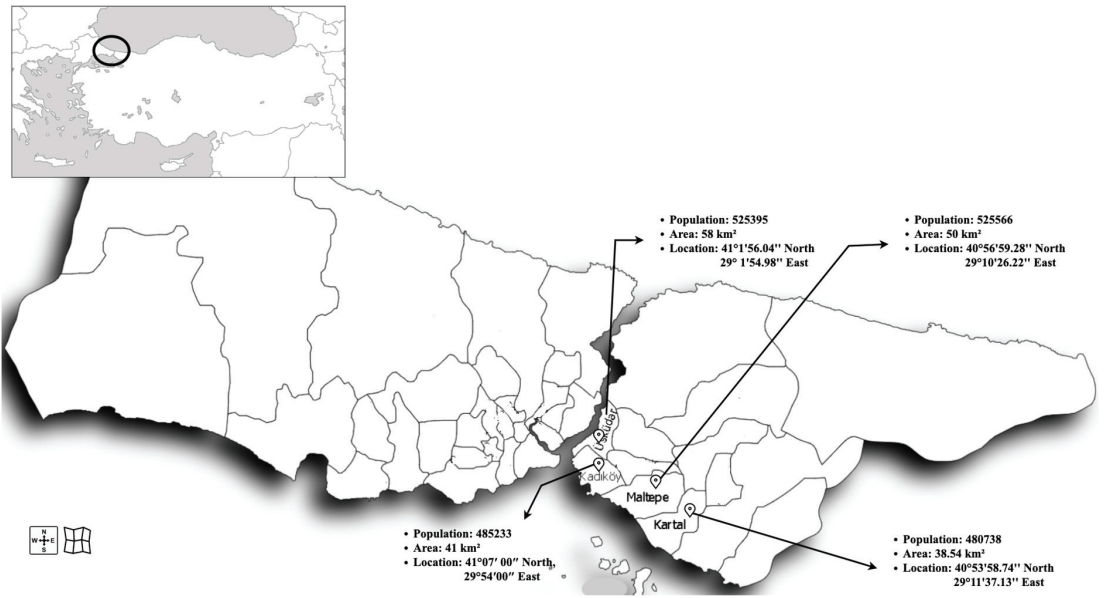 • Population: 525395
• Area: 58 km²
• Location: 41°1'56.04'' North
29° 1'54.98'' East
• Population: 525566
• Area: 50 km²
• Location: 40°56'59.28'' North
29°10'26.22'' East
Üsküdar
Kadıköy
Maltepe
Kartal
N
W E
S
• Population: 485233
• Area: 41 km²
• Location: 41°07' 00″ North,
29°54'00″ East
• Population: 480738
• Area: 38.54 km²
• Location: 40°53'58.74'' North
29°11'37.13'' East